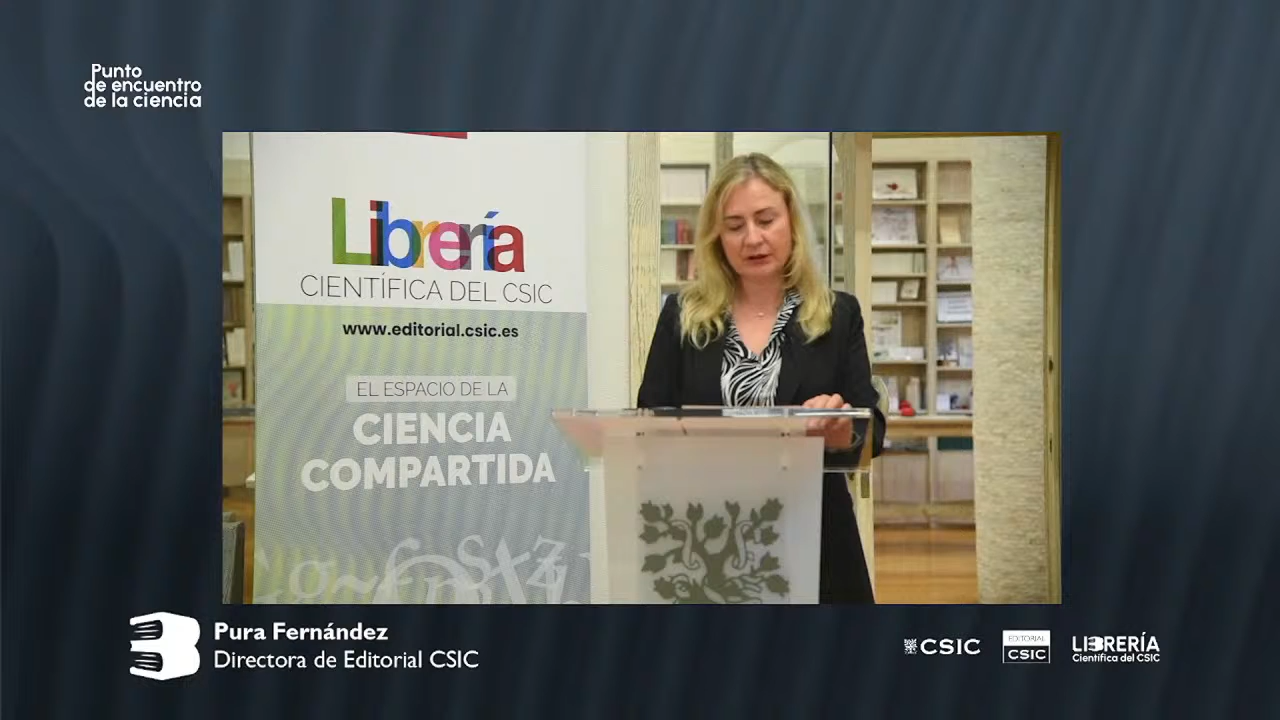 Punto
de encuentro
de la ciencia
Librería
CIENTÍFICA DEL CSIC
www.editorial.csic.es
EL ESPACIO DE LA
CIENCIA
COMPARTIDA
Pura Fernández
Directora de Editorial CSIC
CSIC
EDITORIAL
CSIC
LIBRERÍA
Científica del CSIC